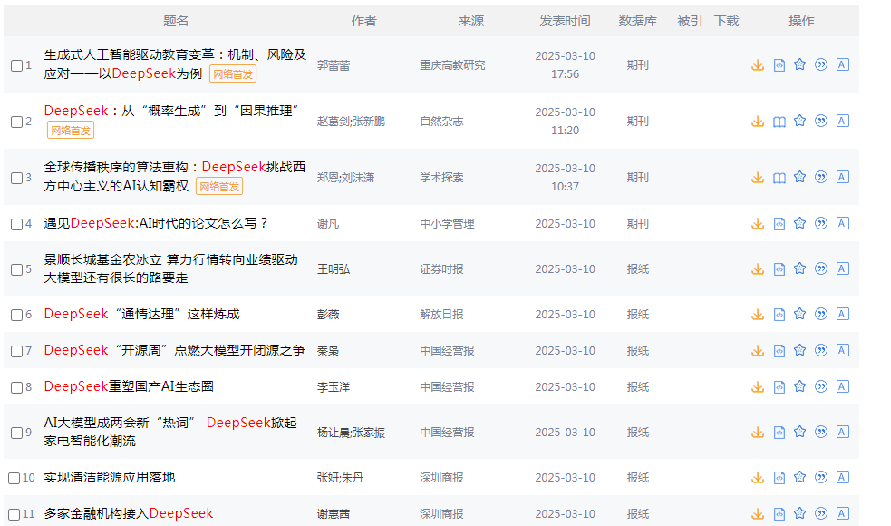 题名 作者 来源 发表时间 数据库 被引 下载 操作
生成式人工智能驱动教育变革：机制、风险及 2025-03-10
1 应对——以DeepSeek为例 网络首发 郭蕾蕾 重庆高教研究 17:56 期刊
DeepSeek：从“概率生成”到“因果推理” 2025-03-10
2 网络首发 张新鹏 自然杂志 11:20 期刊
全球传播秩序的算法重构：DeepSeek挑战西 2025-03-10
3 方中心主义的AI认知霸权 网络首发 郑恩;刘沫潇 学术探索 10:37 期刊
4 遇见DeepSeek:AI时代的论文怎么写？ 谢凡 中小学管理 2025-03-10 期刊
景顺长城基金农冰立 算力行情转向业绩驱动
5 大模型还有很长的路要走 王明弘 证券时报 2025-03-10 报纸
6 DeepSeek“通情达理”这样炼成 彭薇 解放日报 2025-03-10 报纸
7 DeepSeek“开源周”点燃大模型开闭源之争 秦枭 中国经营报 2025-03-10 报纸
8 DeepSeek重塑国产AI生态圈 李玉洋 中国经营报 2025-03-10 报纸
AI大模型成两会新“热词” DeepSeek掀起
9 家电智能化潮流 杨让晨;张家振 中国经营报 2025-03-10 报纸
10 实现清洁能源应用落地 张妍;朱丹 深圳商报 2025-03-10 报纸
11 多家金融机构接入DeepSeek 谢惠茜 深圳商报 2025-03-10 报纸